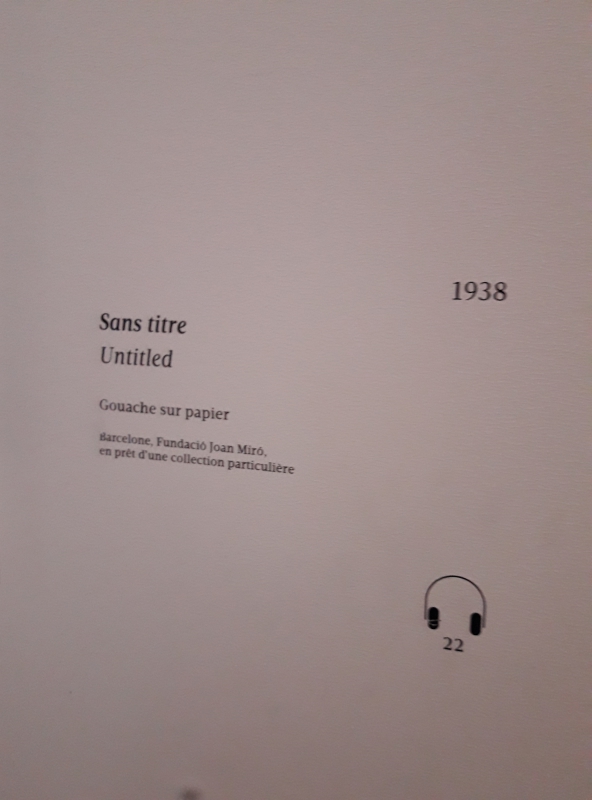 1938
Sans titre
Untitled
Gouache sur papier
Barcelone, Fundació Joan Miró,
en prêt d'une collection particulière
22